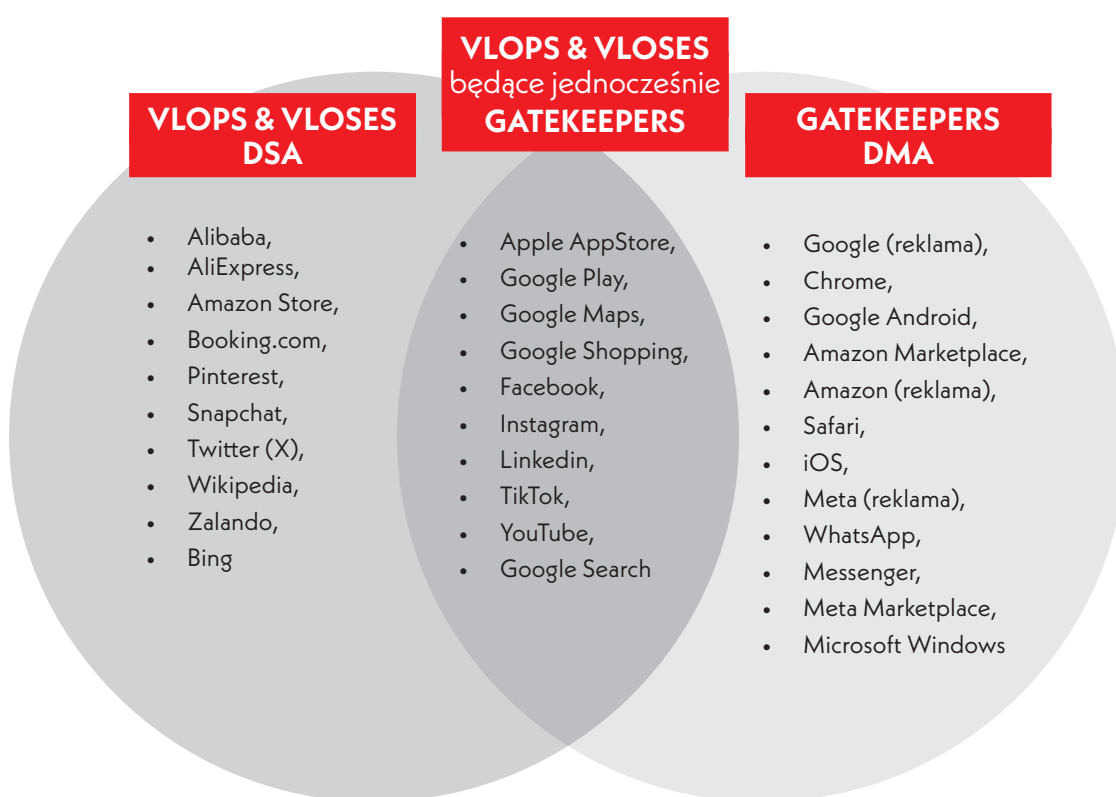 VLOPS & VLOSES
DSA
• Alibaba,
• AliExpress,
• Amazon Store,
• Booking.com,
• Pinterest,
• Snapchat,
• Twitter (X),
• Wikipedia,
• Zalando,
• Bing
VLOPS & VLOSES
będące jednocześnie
GATEKEEPERS
• Apple AppStore,
• Google Play,
• Google Maps,
• Google Shopping,
• Facebook,
• Instagram,
• Linkedin,
• TikTok,
• YouTube,
• Google Search
GATEKEEPERS
DMA
• Google (reklama),
• Chrome,
• Google Android,
• Amazon Marketplace,
• Amazon (reklama),
• Safari,
• iOS,
• Meta (reklama),
• WhatsApp,
• Messenger,
• Meta Marketplace,
• Microsoft Windows